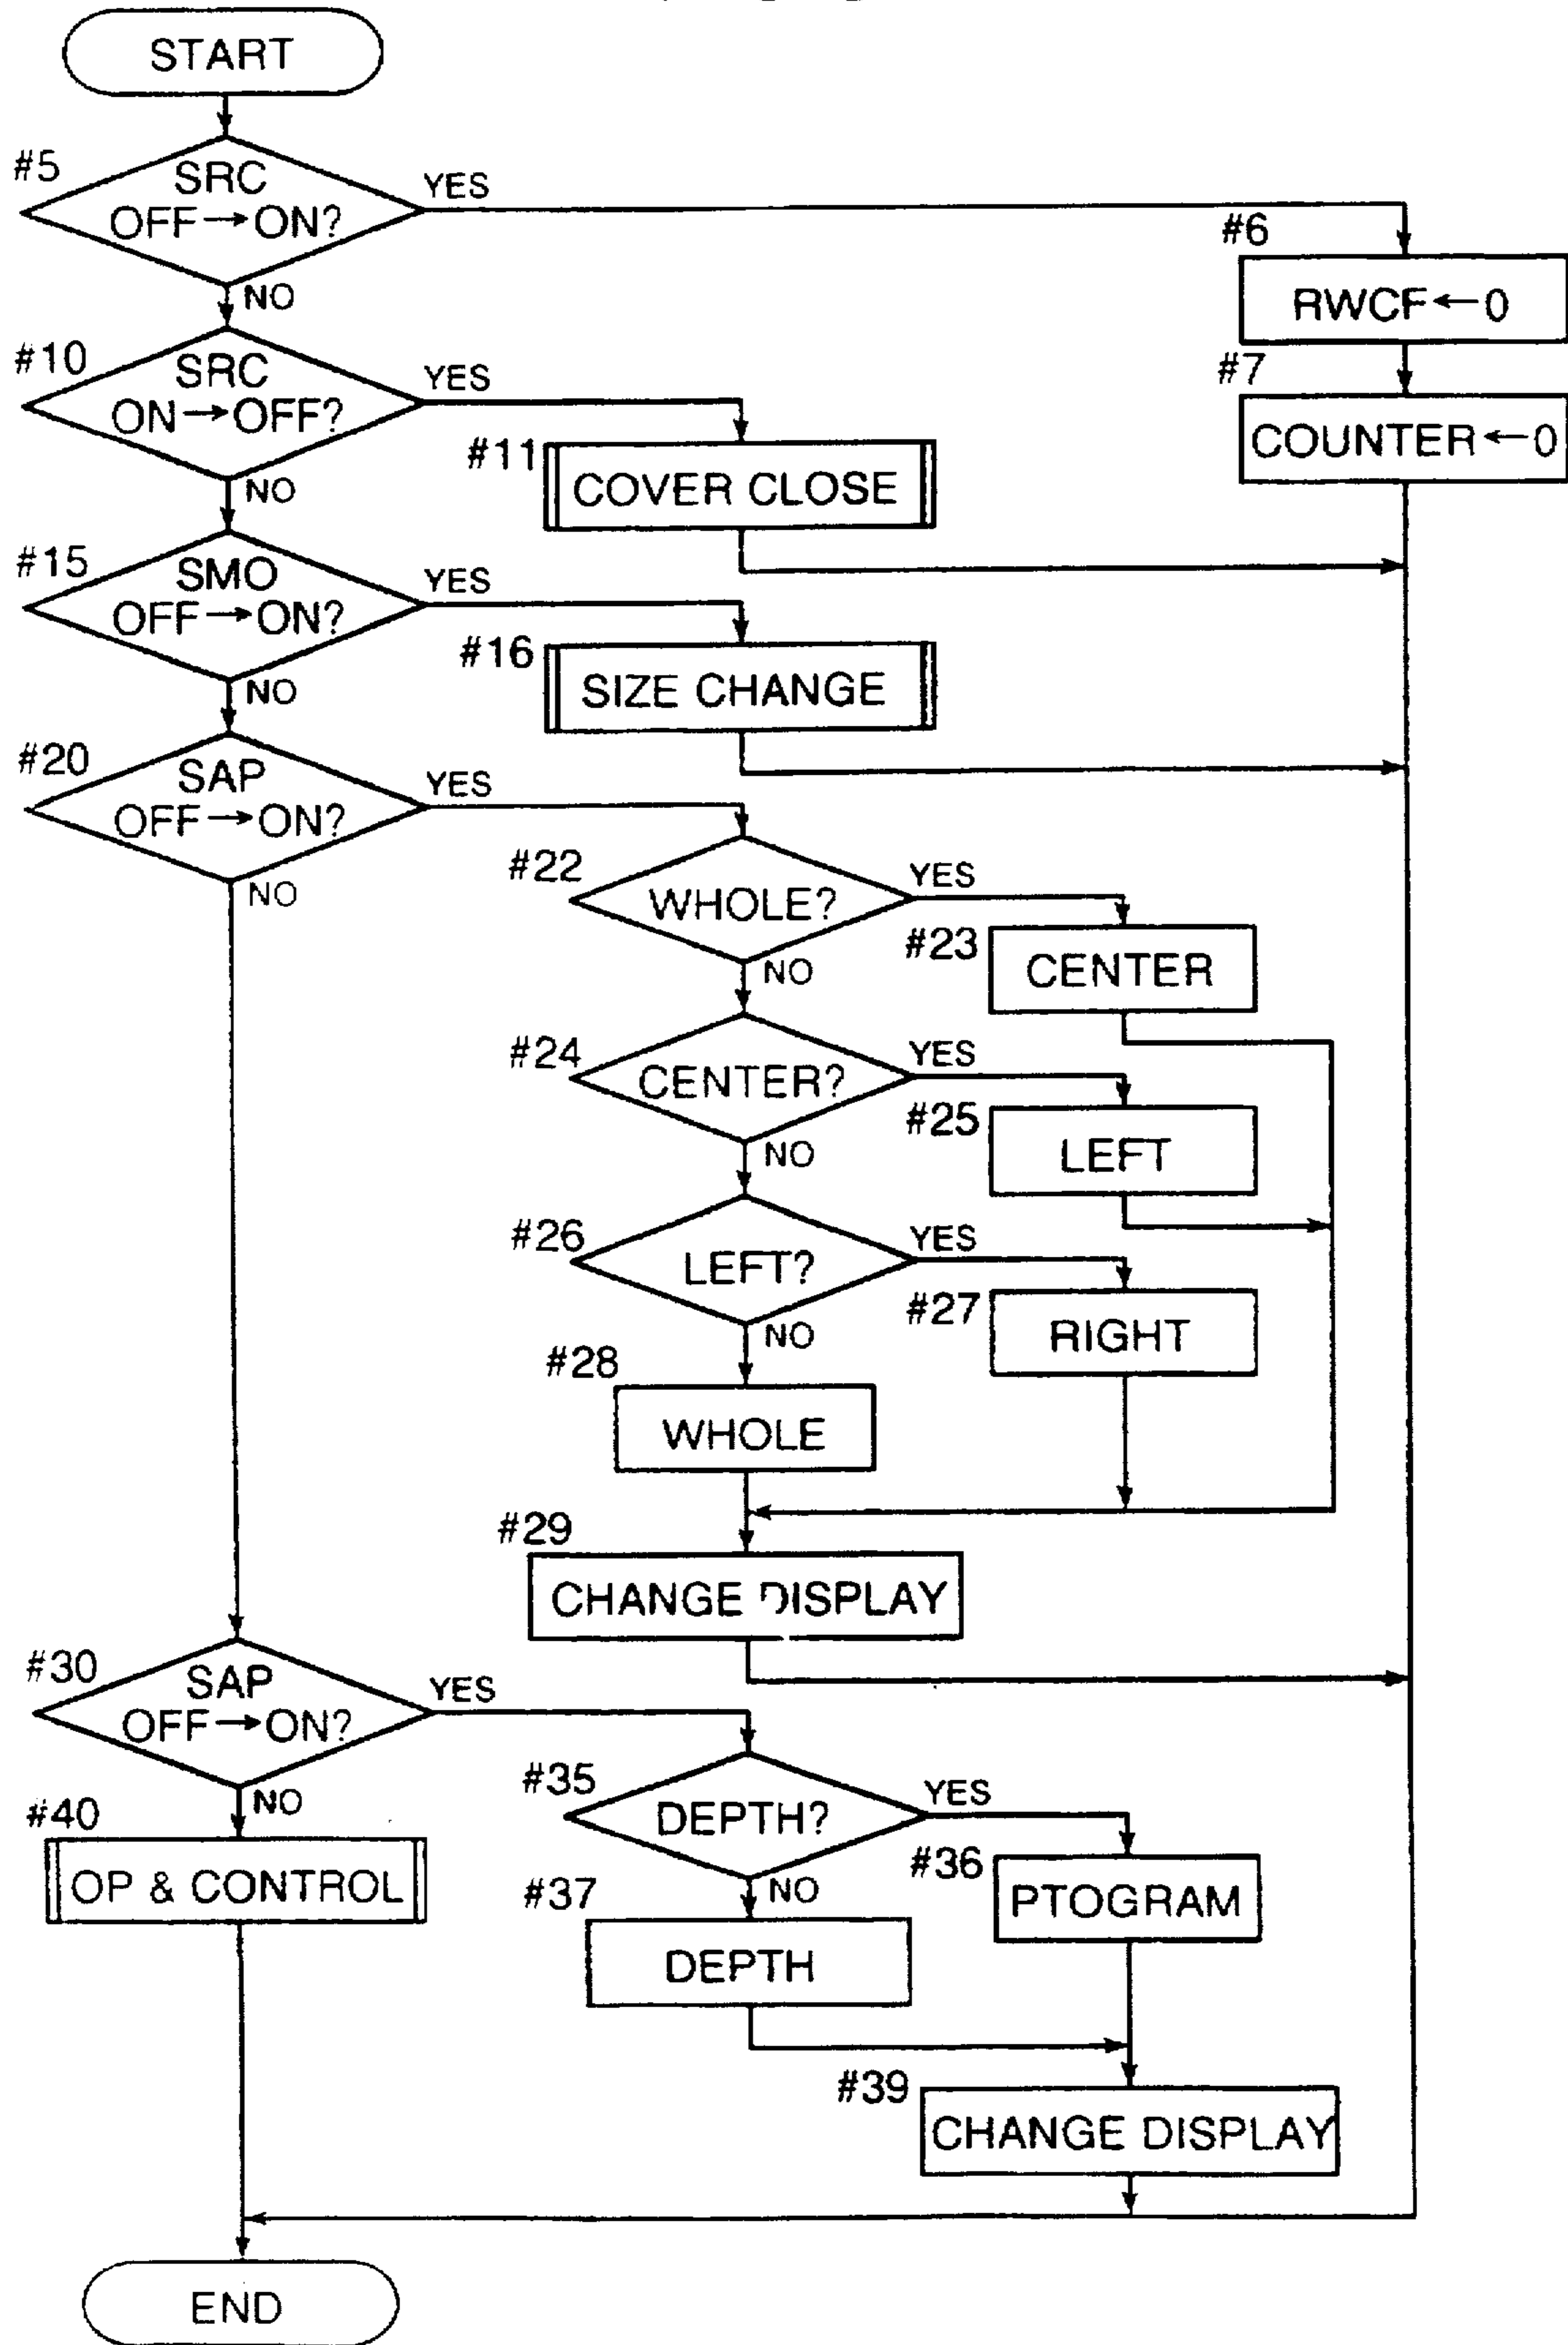 START
#5
SRC
OFF→ON?
YES
NO
#6
RWCF←0
#7
COUNTER←0
#10
SRC
ON→OFF?
YES
NO
#11
COVER CLOSE
#15
SMO
OFF→ON?
YES
NO
#16
SIZE CHANGE
#20
SAP
OFF→ON?
YES
NO
#22
WHOLE?
YES
NO
#23
CENTER
#24
CENTER?
YES
NO
#25
LEFT
#26
LEFT?
YES
NO
#27
RIGHT
#28
WHOLE
#29
CHANGE DISPLAY
#30
SAP
OFF→ON?
YES
NO
#35
DEPTH?
YES
NO
#36
PTOGRAM
#37
DEPTH
#39
CHANGE DISPLAY
#40
OP & CONTROL
END